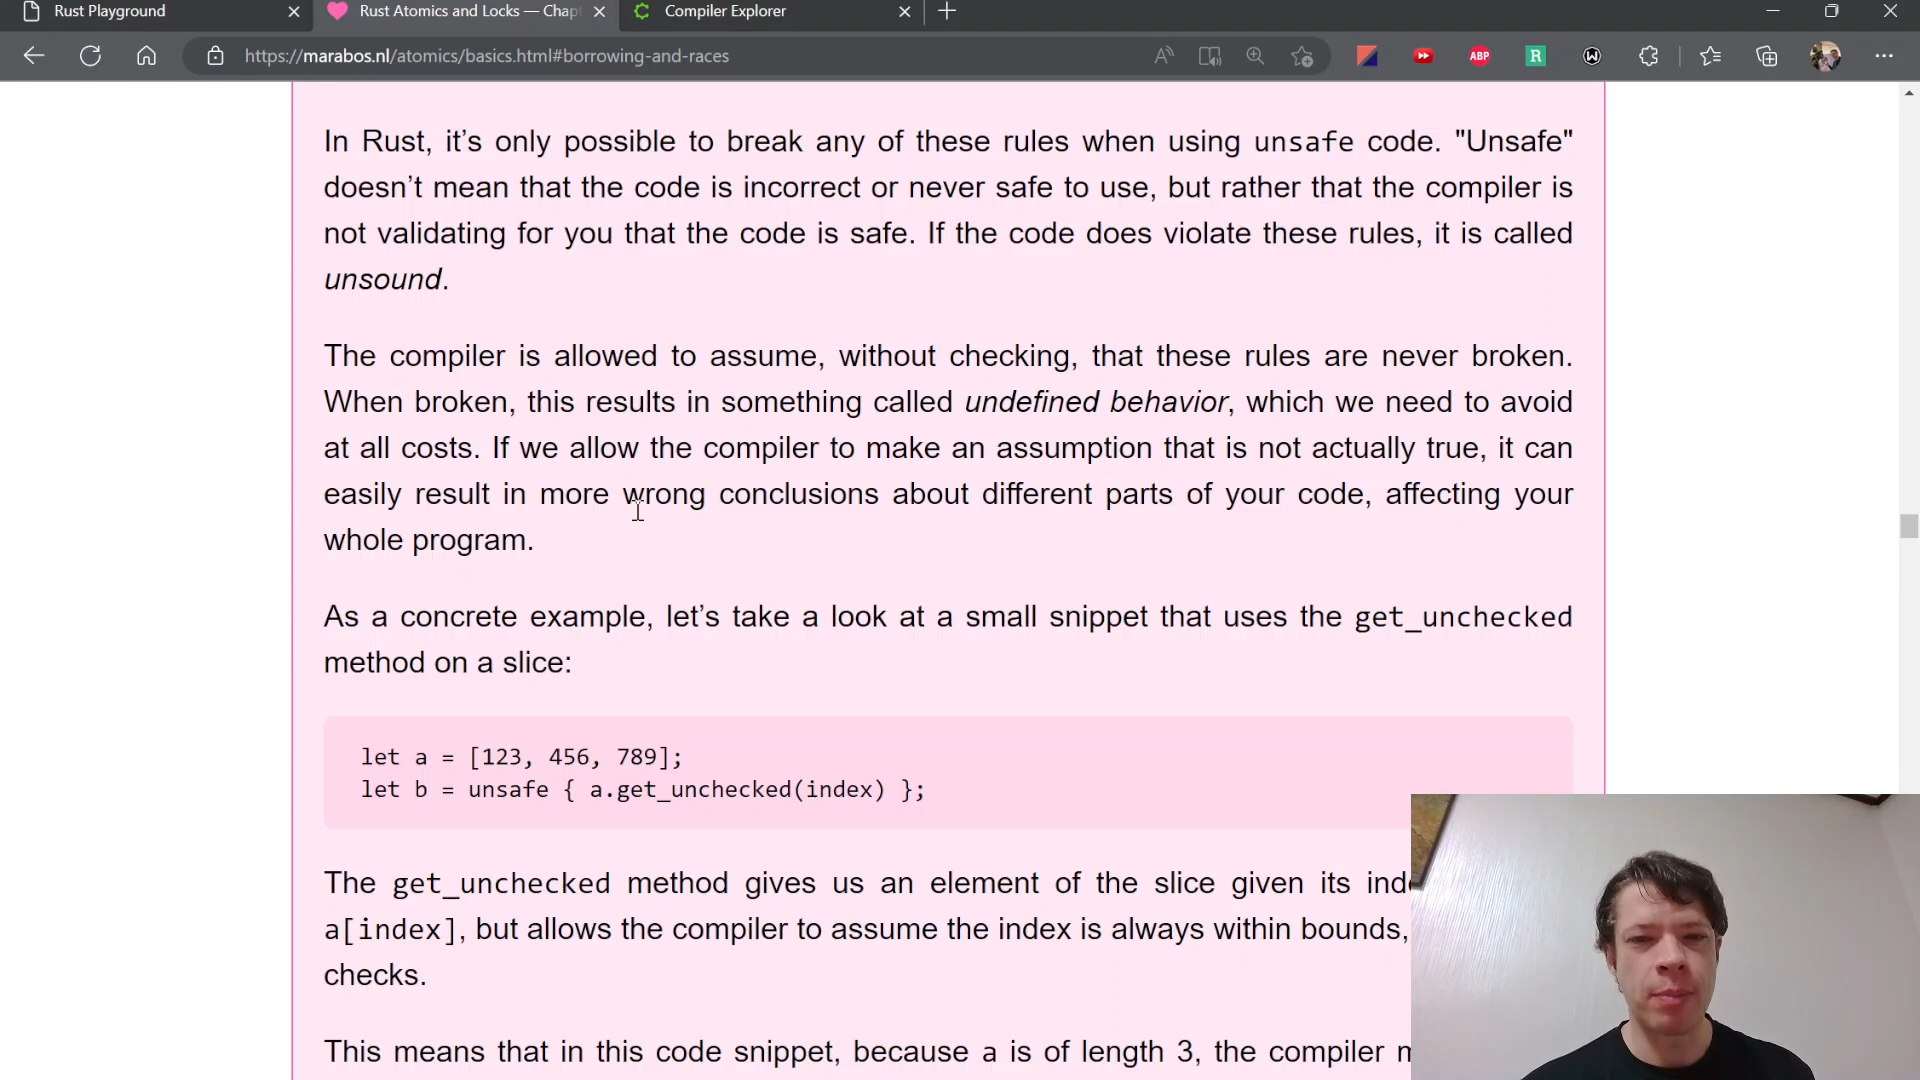 Rust Playground
Rust Atomics and Locks — Chap
Compiler Explorer
https://marabos.nl/atomics/basics.html#borrowing-and-races
ABP
R
In Rust, it’s only possible to break any of these rules when using unsafe code. "Unsafe"
doesn’t mean that the code is incorrect or never safe to use, but rather that the compiler is
not validating for you that the code is safe. If the code does violate these rules, it is called
unsound.
The compiler is allowed to assume, without checking, that these rules are never broken.
When broken, this results in something called undefined behavior, which we need to avoid
at all costs. If we allow the compiler to make an assumption that is not actually true, it can
easily result in more wrong conclusions about different parts of your code, affecting your
whole program.
As a concrete example, let’s take a look at a small snippet that uses the get_unchecked
method on a slice:
let a = [123, 456, 789];
let b = unsafe { a.get_unchecked(index) };
The get_unchecked method gives us an element of the slice given its
a[index], but allows the compiler to assume the index is always within bounds,
checks.
This means that in this code snippet, because a is of length 3, the compiler